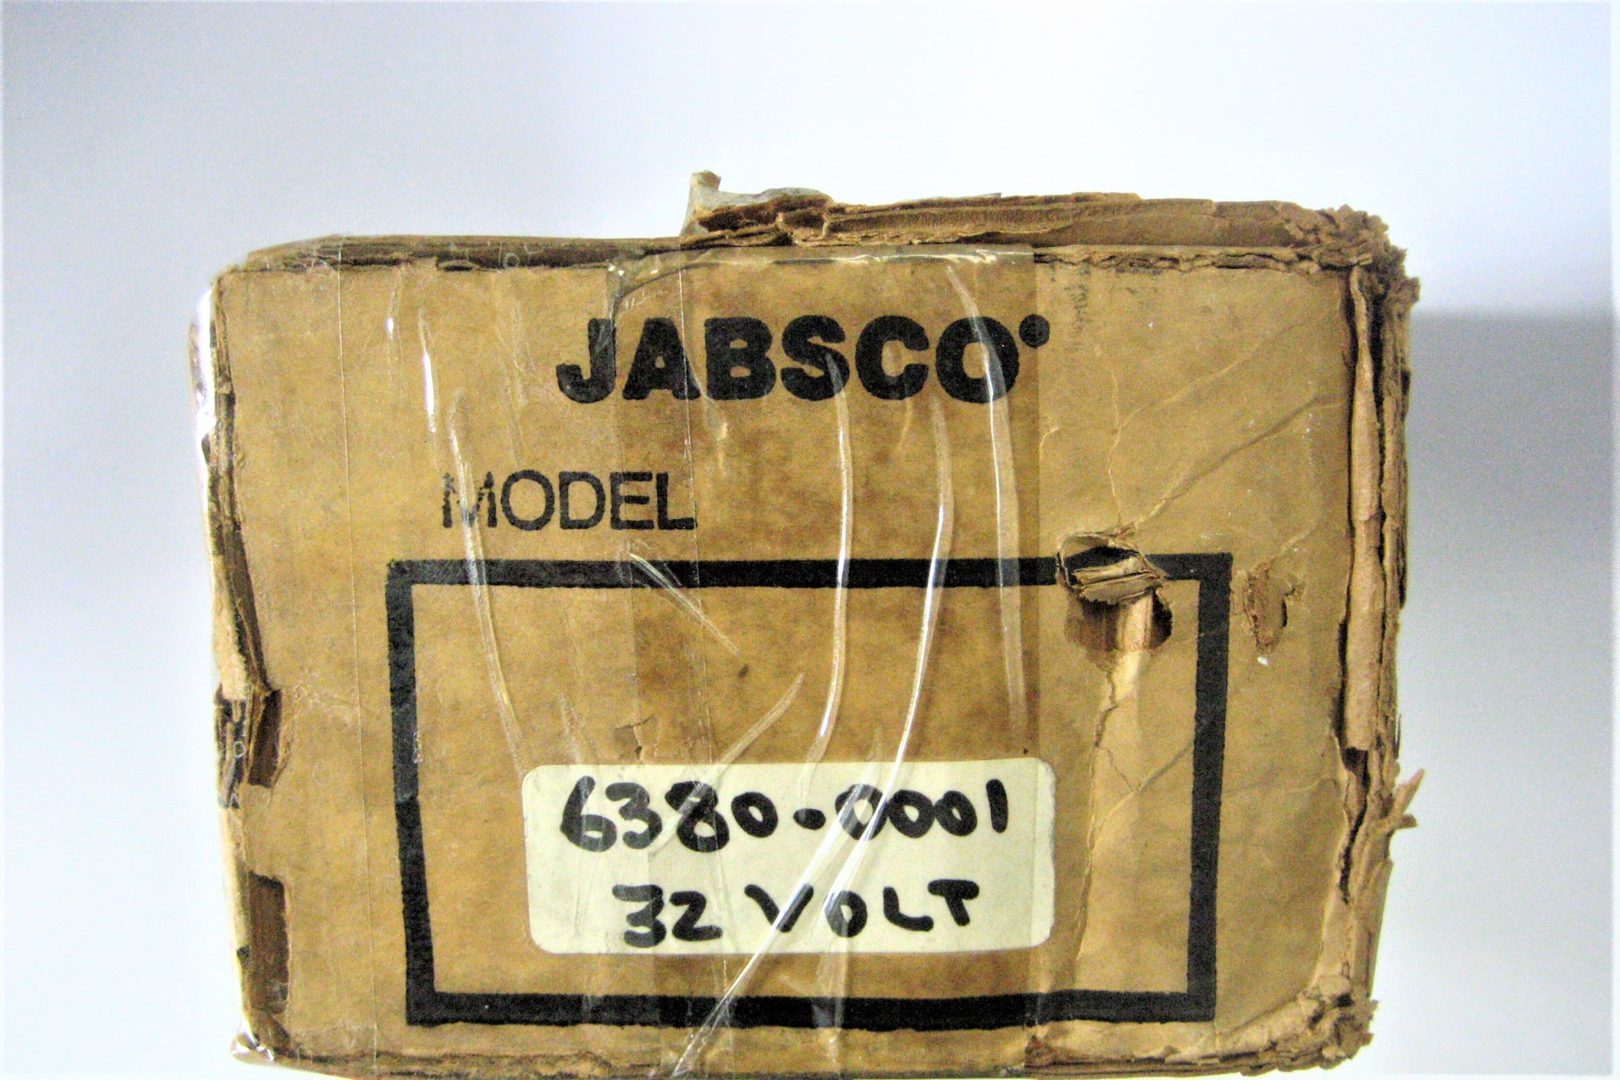 JABSCO
MODEL
6380-0001
32 VOLT